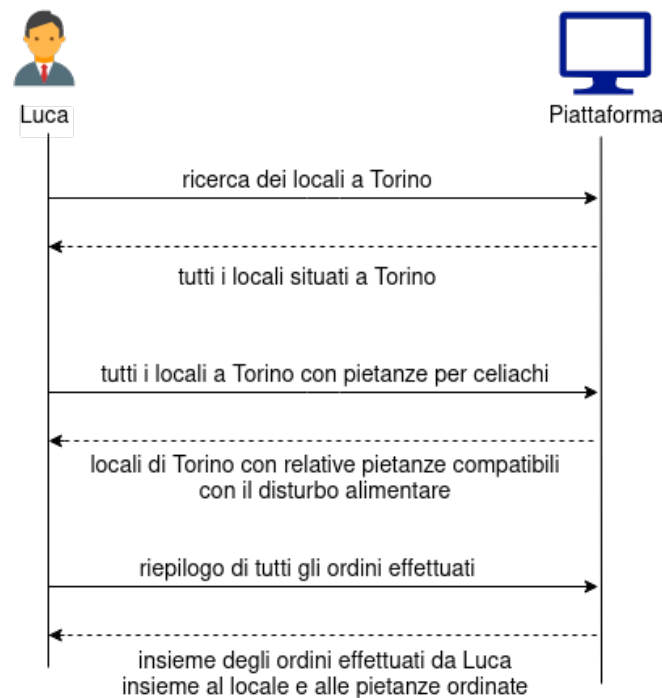 Luca
Piattaforma
ricerca dei locali a Torino
tutti i locali situati a Torino
tutti i locali a Torino con pietanze per celiachi
locali di Torino con relative pietanze compatibili
con il disturbo alimentare
riepilogo di tutti gli ordini effettuati
insieme degli ordini effettuati da Luca
insieme al locale e alle pietanze ordinate